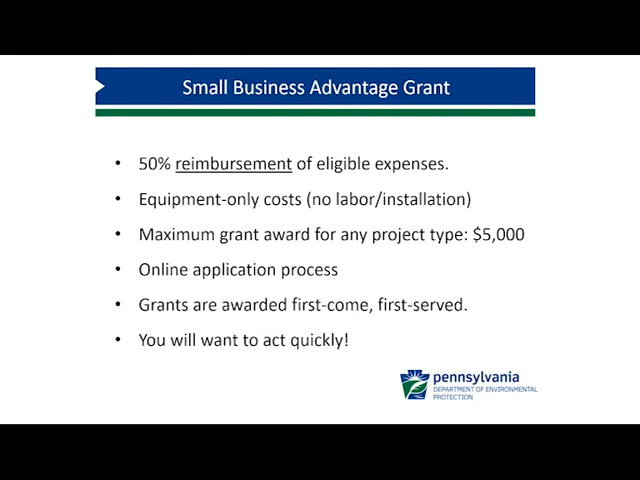 Small Business Advantage Grant
• 50% reimbursement of eligible expenses.
• Equipment-only costs (no labor/installation)
• Maximum grant award for any project type: $5,000
• Online application process
• Grants are awarded first-come, first-served.
• You will want to act quickly!
pennsylvania
DEPARTMENT OF ENVIRONMENTAL
PROTECTION